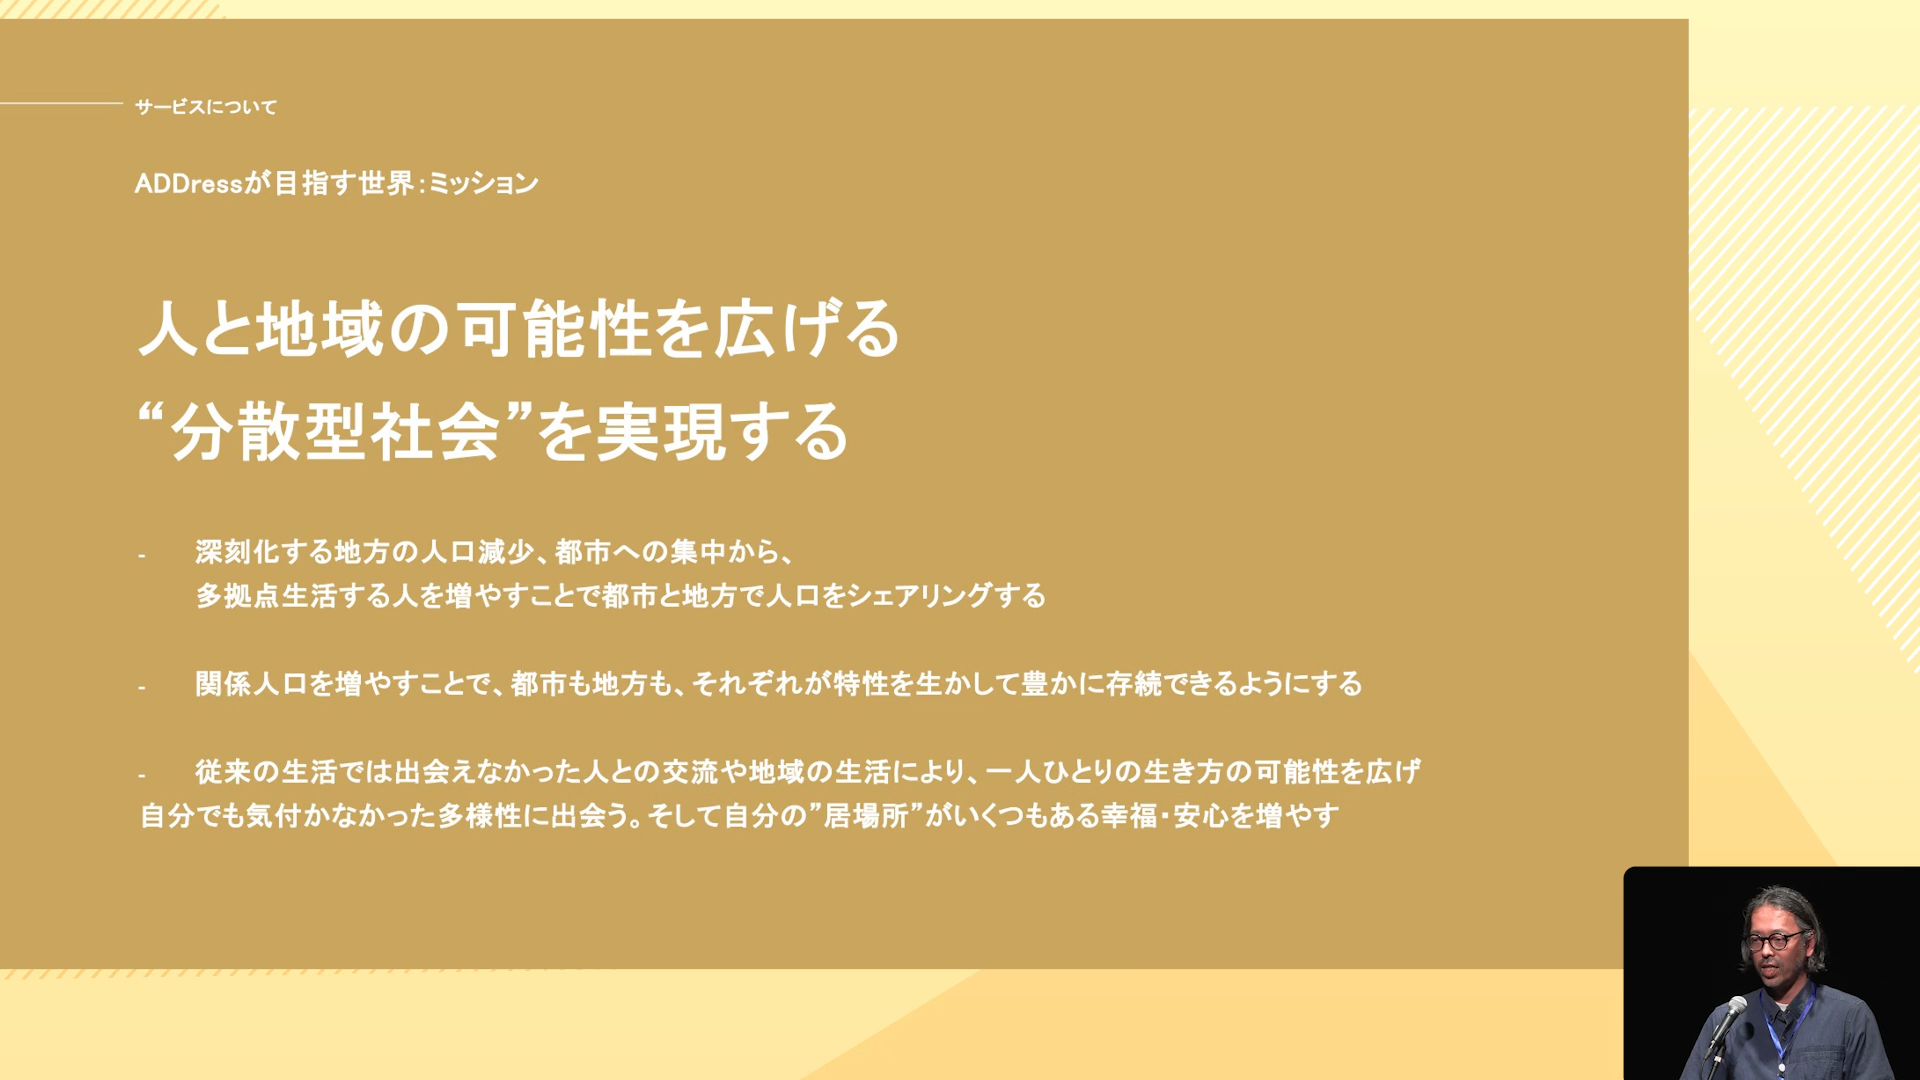 サービスについて
ADDressが目指す世界：ミッション
人と地域の可能性を広げる
“分散型社会”を実現する
- 深刻化する地方の人口減少、都市への集中から、
多拠点生活する人を増やすことで都市と地方で人口をシェアリングする
- 関係人口を増やすことで、都市も地方も、それぞれが特性を生かして豊かに存続できるようにする
- 従来の生活では出会えなかった人との交流や地域の生活により、一人ひとりの生き方の可能性を広げ
自分でも気付かなかった多様性に出会う。そして自分の”居場所”がいくつもある幸福・安心を増やす